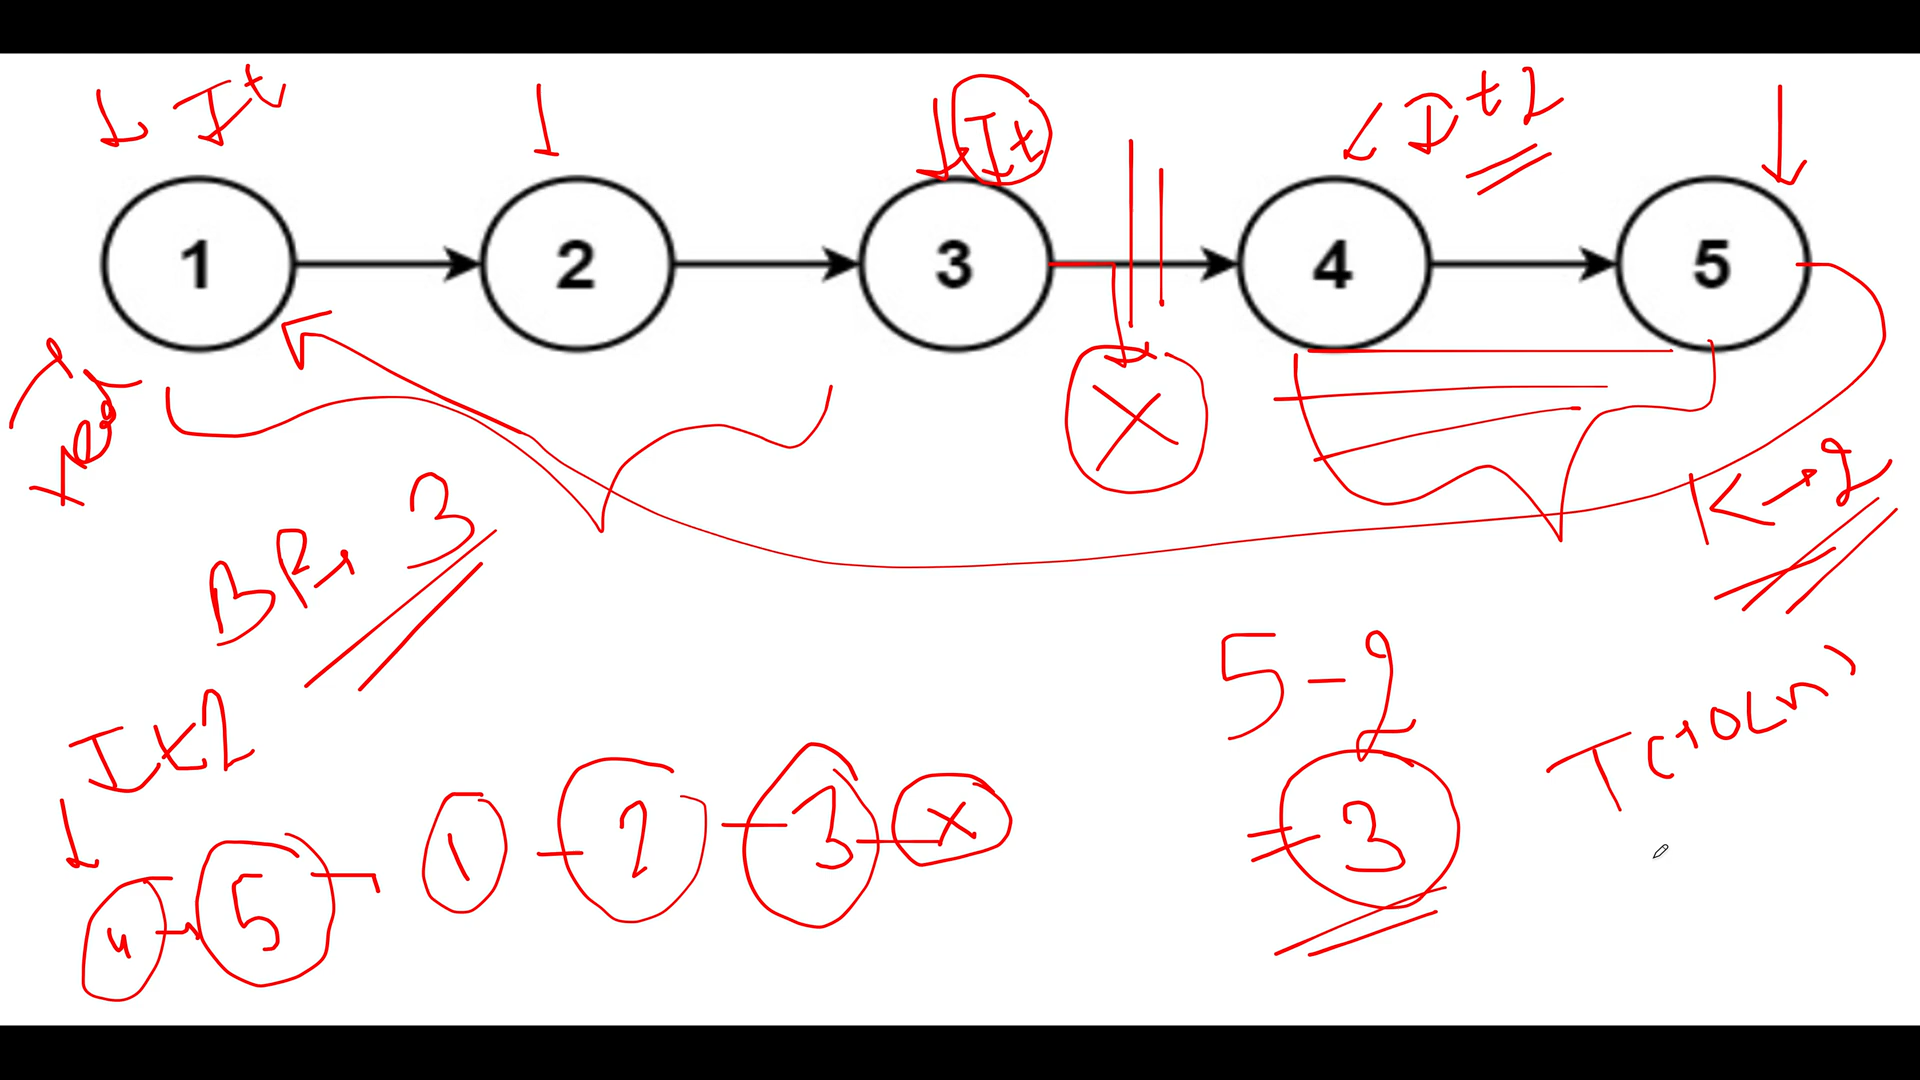 It
It
It2
1 2 3 4 5
X
Head
K → 2
BP → 3
5 - 2
= 3
TC → O(n)
It2
4 → 5 → 1 - 2 - 3 - X